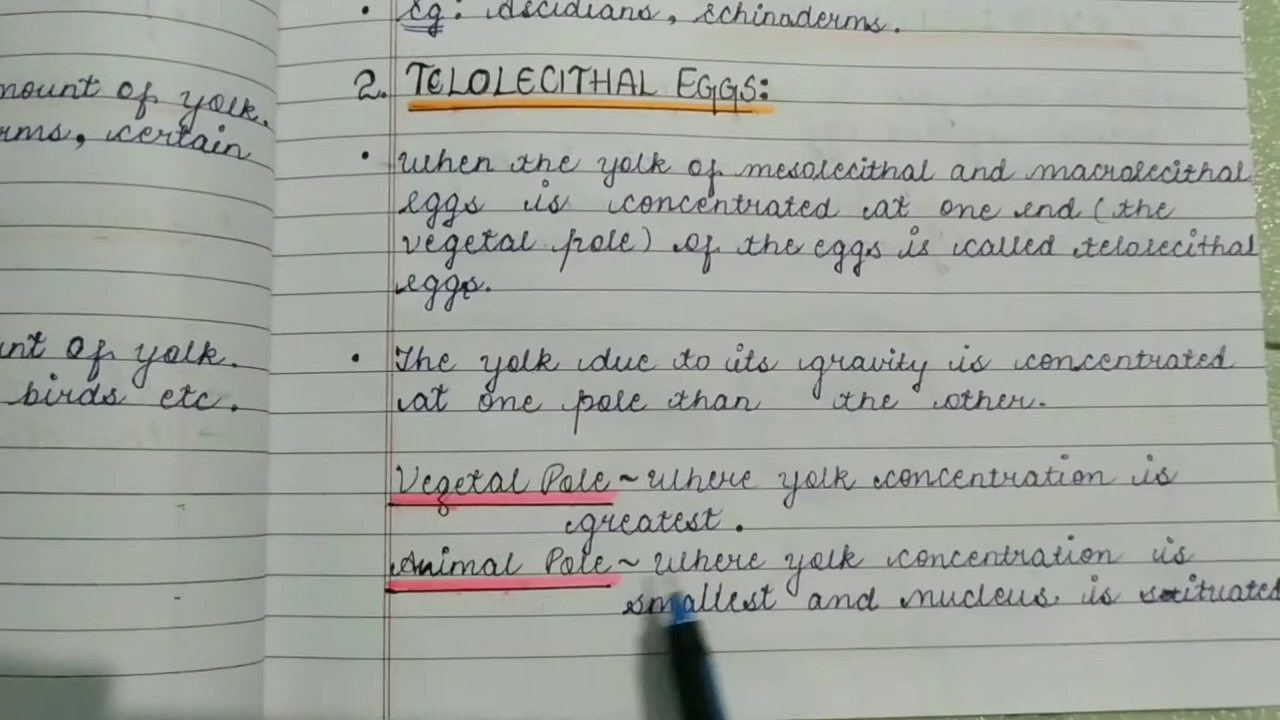 mount of yolk.
rms, certain
unt of yolk.
birds etc.
• Eg: Ascidians, Echinaderms.
2. TELOLECITHAL EGGS:
• When the yolk of mesolecithal and macrolecithal
eggs is concentrated at one end (the
vegetal pole) of the eggs is called telolecithal
eggs.
• The yolk due to its gravity is concentrated
at one pole than the other.
Vegetal Pole ~ Where yolk concentration is
greatest.
Animal Pole ~ Where yolk concentration is
smallest and nucleus is situated